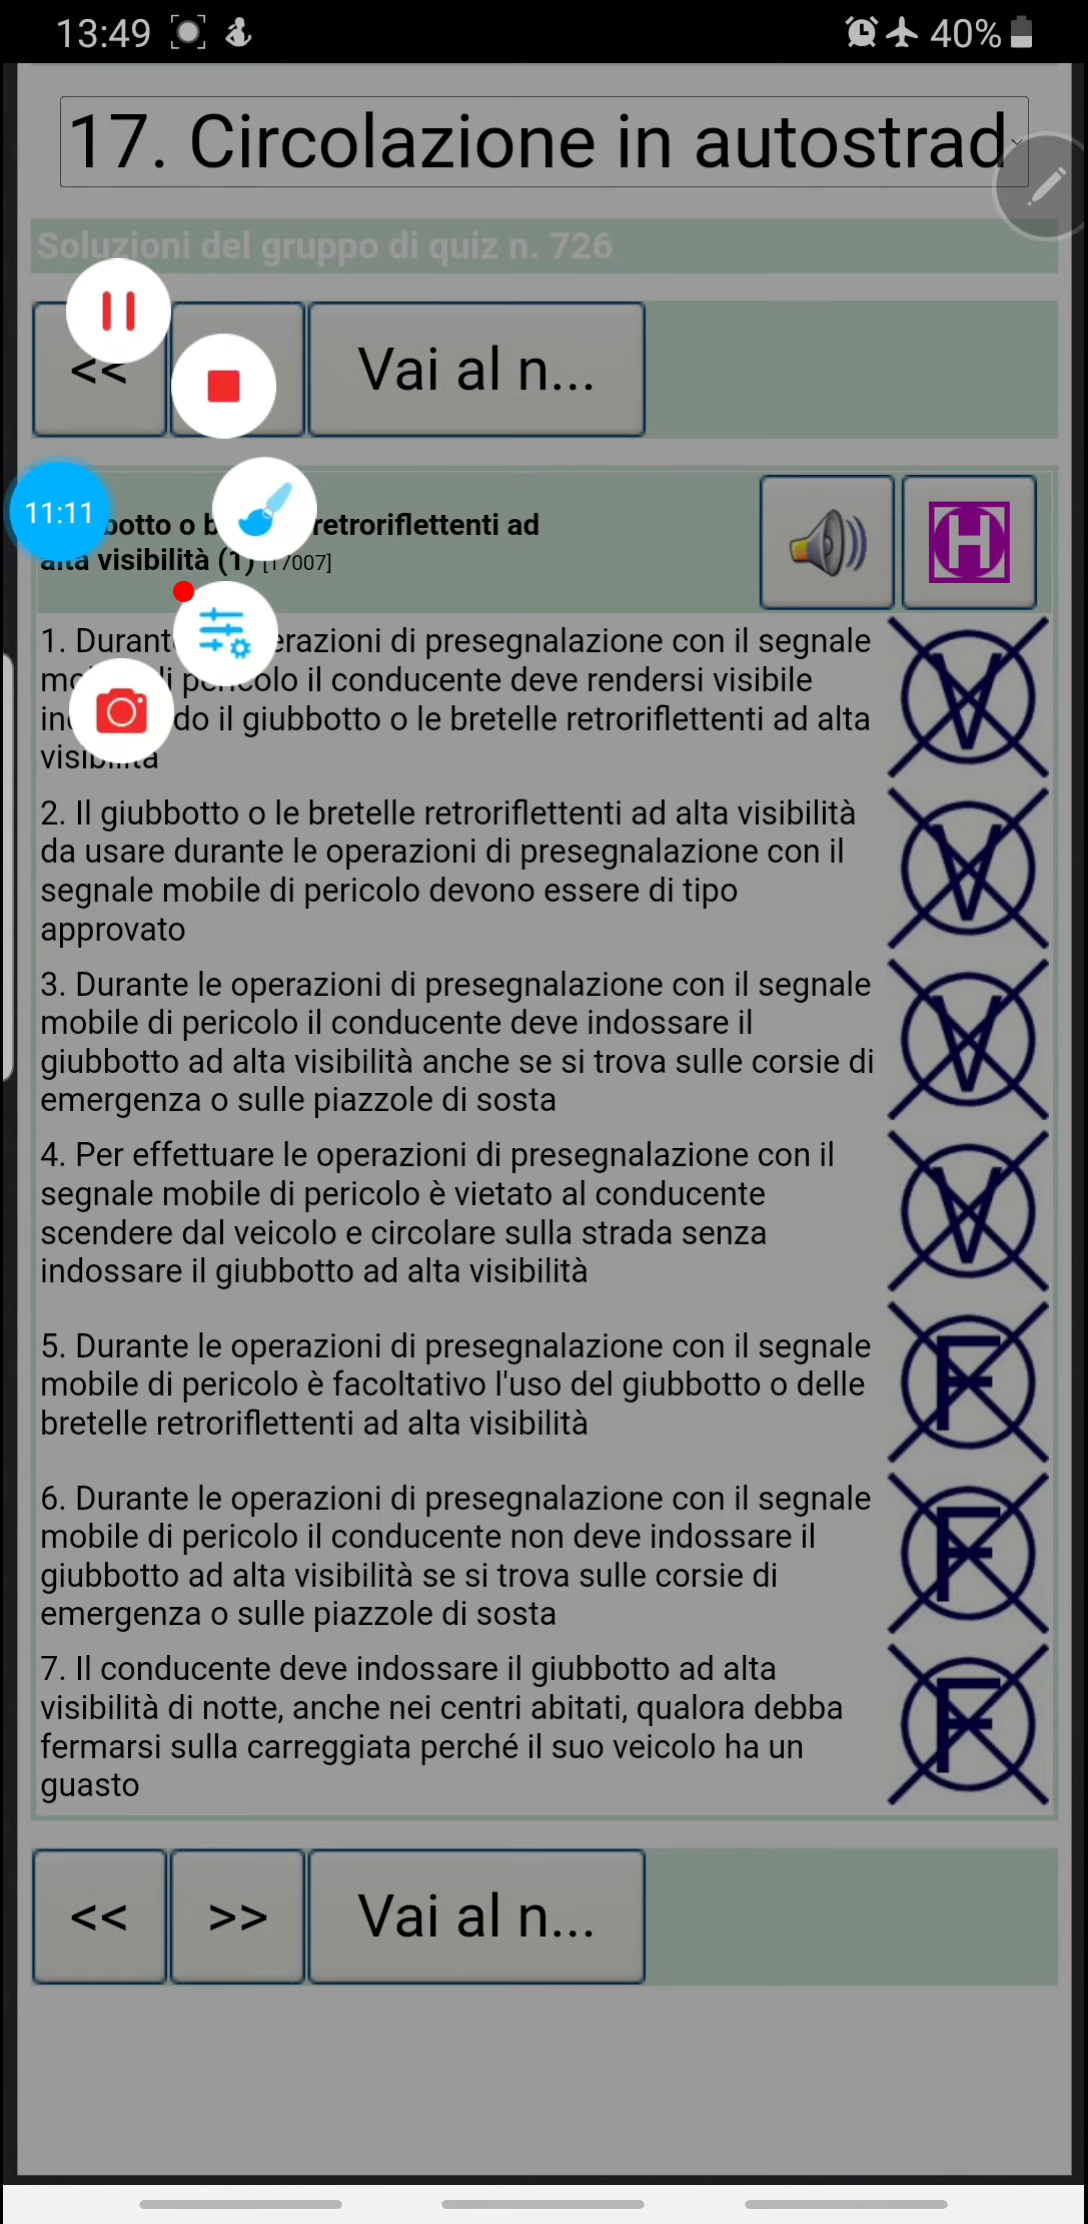 13:49
40%
17. Circolazione in autostrad
Soluzioni del gruppo di quiz n. 726
<<
Vai al n...
11:11
o retroriflettenti ad
alta visibilità (1) [17007]
H
1. Durant erazioni di presegnalazione con il segnale
di pericolo il conducente deve rendersi visibile
do il giubbotto o le bretelle retroriflettenti ad alta
visibilità
V
2. Il giubbotto o le bretelle retroriflettenti ad alta visibilità
da usare durante le operazioni di presegnalazione con il
segnale mobile di pericolo devono essere di tipo
approvato
V
3. Durante le operazioni di presegnalazione con il segnale
mobile di pericolo il conducente deve indossare il
giubbotto ad alta visibilità anche se si trova sulle corsie di
emergenza o sulle piazzole di sosta
V
4. Per effettuare le operazioni di presegnalazione con il
segnale mobile di pericolo è vietato al conducente
scendere dal veicolo e circolare sulla strada senza
indossare il giubbotto ad alta visibilità
V
5. Durante le operazioni di presegnalazione con il segnale
mobile di pericolo è facoltativo l'uso del giubbotto o delle
bretelle retroriflettenti ad alta visibilità
F
6. Durante le operazioni di presegnalazione con il segnale
mobile di pericolo il conducente non deve indossare il
giubbotto ad alta visibilità se si trova sulle corsie di
emergenza o sulle piazzole di sosta
F
7. Il conducente deve indossare il giubbotto ad alta
visibilità di notte, anche nei centri abitati, qualora debba
fermarsi sulla carreggiata perché il suo veicolo ha un
guasto
F
<< >> Vai al n...